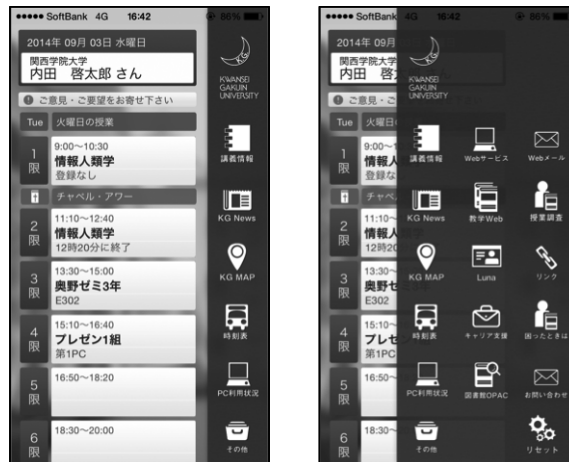 SoftBank 4G 16:42 86%
2014年 09月 03日 水曜日
関西学院大学
内田 啓太郎 さん
ご意見・ご要望をお寄せ下さい
Tue 火曜日の授業
1限
9:00～10:30
情報人類学
登録なし
チャペル・アワー
2限
11:10～12:40
情報人類学
12時20分に終了
3限
13:30～15:00
奥野ゼミ3年
E302
4限
15:10～16:40
プレゼン1組
第1PC
5限
16:50～18:20
6限
18:30～20:00
KG
KWANSEI
GAKUIN
UNIVERSITY
講義情報
KG News
KG MAP
時刻表
PC利用状況
その他
SoftBank 4G 16:42 86%
2014年 09月
関西学院大学
内田 啓
ご意見・ご
Tue 火曜日
1限
9:00～1
情報人
登録な
チャペ
2限
11:10～
情報人
12時20
3限
13:30～
奥野ゼ
E302
4限
15:10～
プレゼ
第1PC
5限
16:50～
6限
18:30～
KG
KWANSEI
GAKUIN
UNIVERSITY
講義情報 Webサービス Webメール
KG News 教学Web 授業調査
KG MAP Luna リンク
時刻表 キャリア支援 困ったときは
PC利用状況 図書館OPAC お問い合わせ
その他 リセット